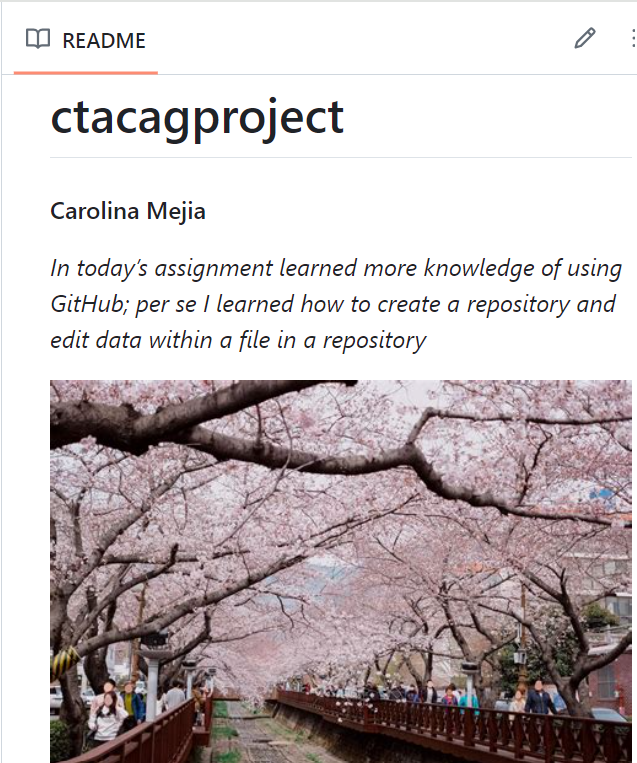 README
ctacagproject
Carolina Mejia
In today’s assignment learned more knowledge of using
GitHub; per se I learned how to create a repository and
edit data within a file in a repository